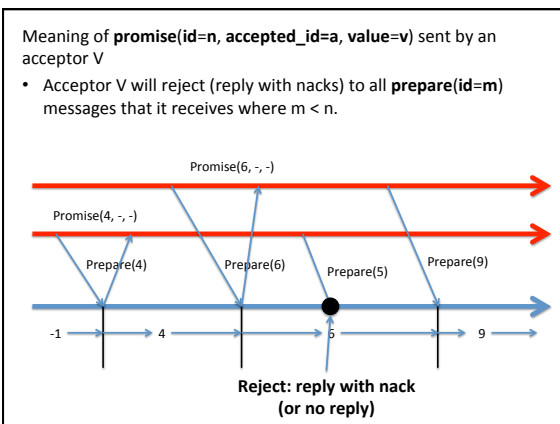 Meaning of promise(id=n, accepted_id=a, value=v) sent by an
acceptor V
• Acceptor V will reject (reply with nacks) to all prepare(id=m)
messages that it receives where m < n.
Promise(6, -, -)
Promise(4, -, -)
Prepare(4)
Prepare(6)
Prepare(5)
Prepare(9)
-1
4
9
Reject: reply with nack
(or no reply)